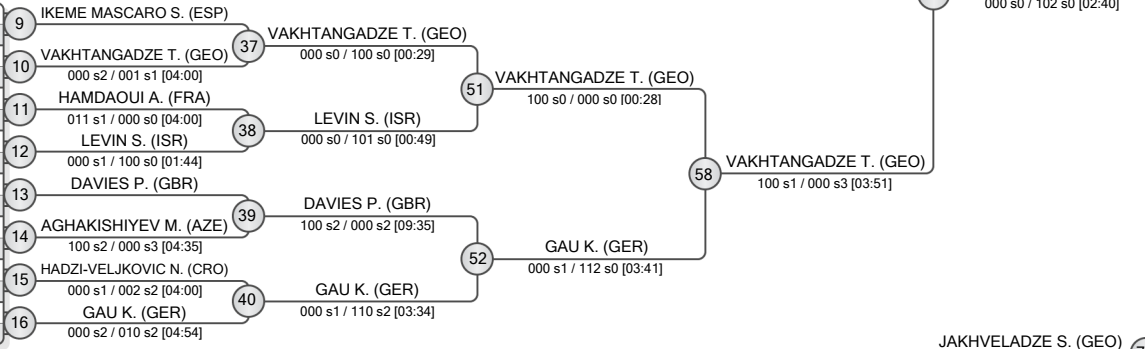 000 s0 / 102 s0 [02:40]
9 IKEME MASCARO S. (ESP)
37 VAKHTANGADZE T. (GEO)
000 s0 / 100 s0 [00:29]
10 VAKHTANGADZE T. (GEO)
000 s2 / 001 s1 [04:00]
51 VAKHTANGADZE T. (GEO)
100 s0 / 000 s0 [00:28]
11 HAMDAOUI A. (FRA)
011 s1 / 000 s0 [04:00]
38 LEVIN S. (ISR)
000 s0 / 101 s0 [00:49]
12 LEVIN S. (ISR)
000 s1 / 100 s0 [01:44]
58 VAKHTANGADZE T. (GEO)
100 s1 / 000 s3 [03:51]
13 DAVIES P. (GBR)
39 DAVIES P. (GBR)
100 s2 / 000 s2 [09:35]
14 AGHAKISHIYEV M. (AZE)
100 s2 / 000 s3 [04:35]
52 GAU K. (GER)
000 s1 / 112 s0 [03:41]
15 HADZI-VELJKOVIC N. (CRO)
000 s1 / 002 s2 [04:00]
40 GAU K. (GER)
000 s1 / 110 s2 [03:34]
16 GAU K. (GER)
000 s2 / 010 s2 [04:54]
JAKHVELADZE S. (GEO)